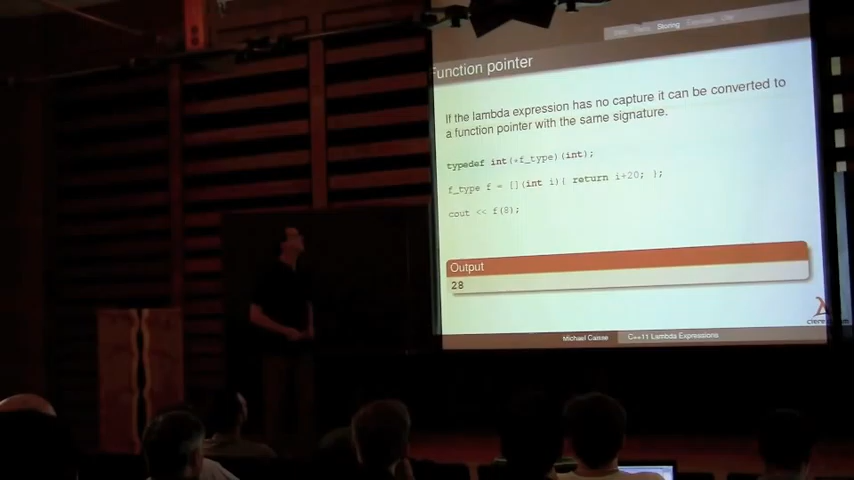 Storing
Function pointer
If the lambda expression has no capture it can be converted to
a function pointer with the same signature.
typedef int(*f_type)(int);
f_type f = [](int i){ return i+20; };
cout << f(8);
Output
28
C++11 Lambda Expressions
Michael